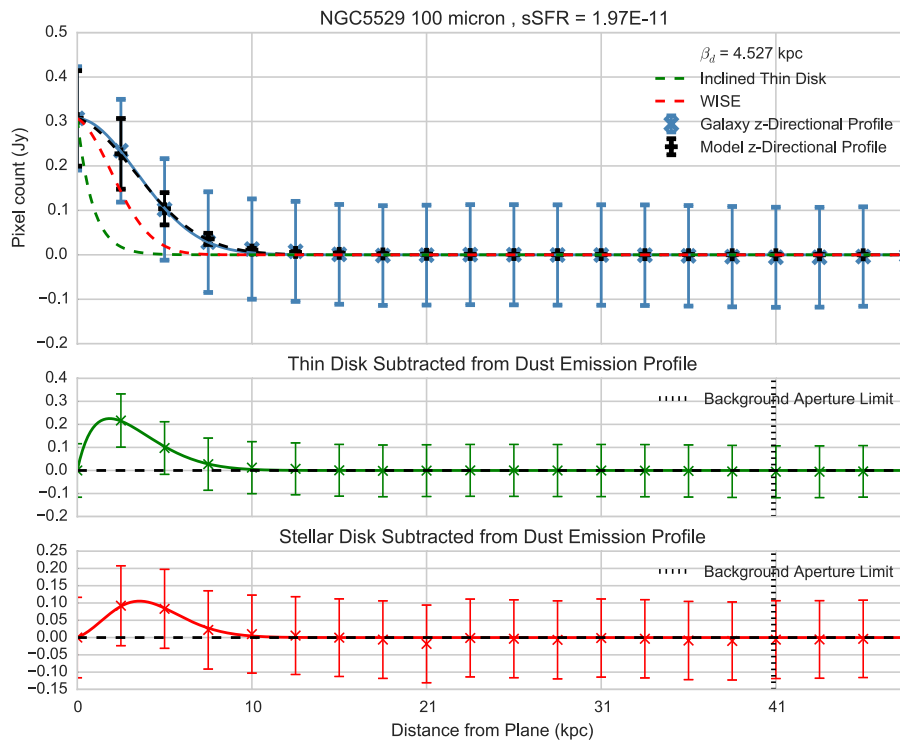 NGC5529 100 micron , sSFR = 1.97E-11
0.5
0.4
0.3
0.2
0.1
0.0
−0.1
−0.2
Pixel count (Jy)
β_d = 4.527 kpc
Inclined Thin Disk
WISE
Galaxy z-Directional Profile
Model z-Directional Profile
Thin Disk Subtracted from Dust Emission Profile
0.4
0.3
0.2
0.1
0.0
−0.1
−0.2
Background Aperture Limit
Stellar Disk Subtracted from Dust Emission Profile
0.25
0.20
0.15
0.10
0.05
0.00
−0.05
−0.10
−0.15
Background Aperture Limit
0 10 21 31 41
Distance from Plane (kpc)